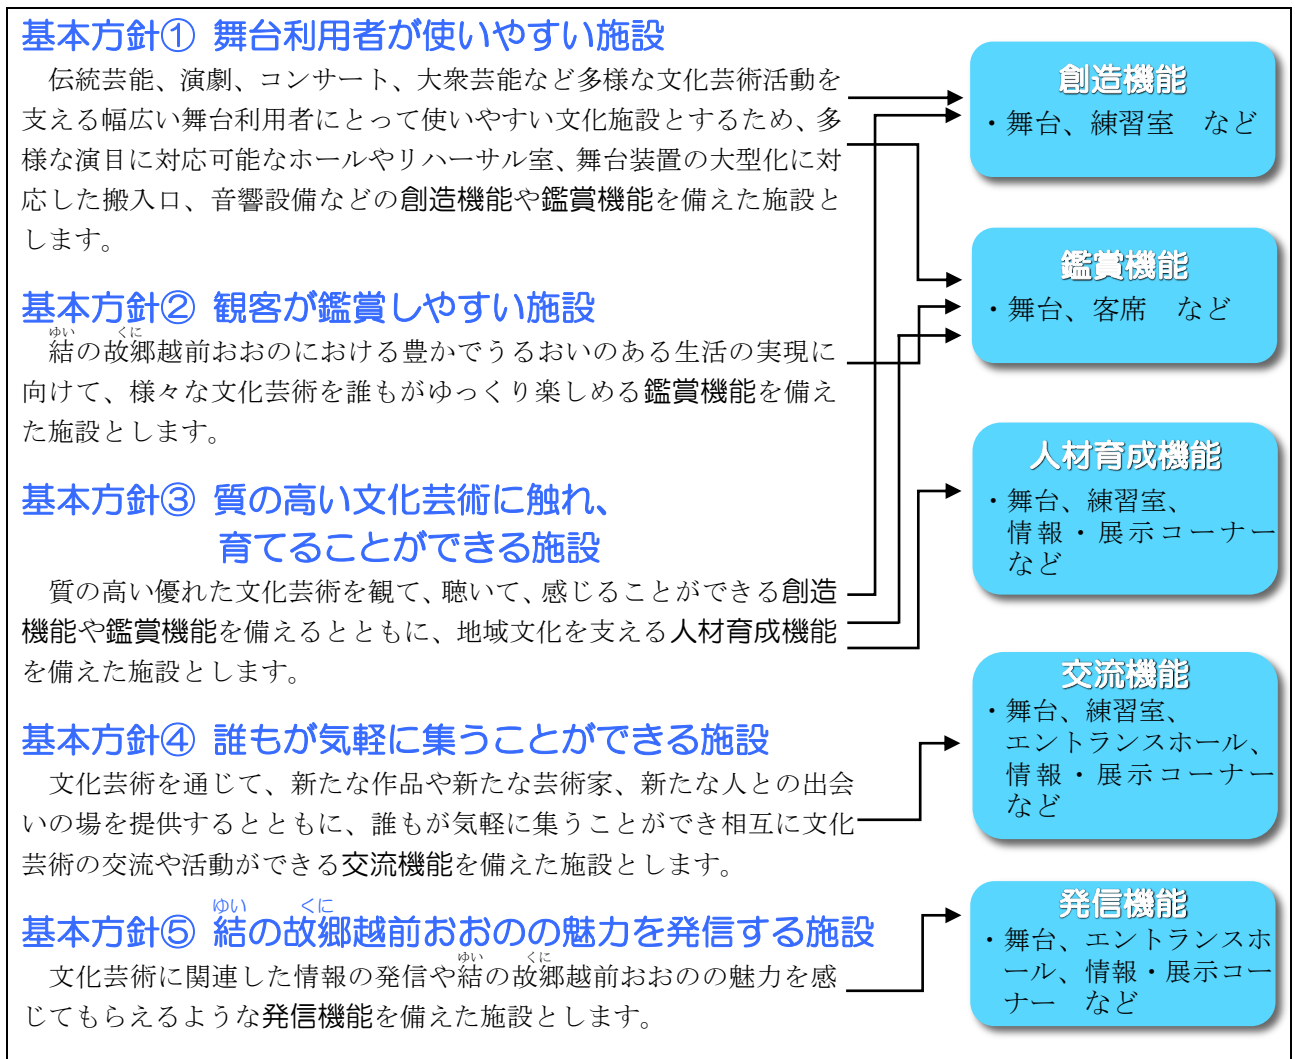 基本方針① 舞台利用者が使いやすい施設
伝統芸能、演劇、コンサート、大衆芸能など多様な文化芸術活動を
支える幅広い舞台利用者にとって使いやすい文化施設とするため、多
様な演目に対応可能なホールやリハーサル室、舞台装置の大型化に対
応した搬入口、音響設備などの創造機能や鑑賞機能を備えた施設と
します。
基本方針② 観客が鑑賞しやすい施設
ゆい くに
結の故郷越前おおのにおける豊かでうるおいのある生活の実現に
向けて、様々な文化芸術を誰もがゆっくり楽しめる鑑賞機能を備え
た施設とします。
基本方針③ 質の高い文化芸術に触れ、
育てることができる施設
質の高い優れた文化芸術を観て、聴いて、感じることができる創造
機能や鑑賞機能を備えるとともに、地域文化を支える人材育成機能
を備えた施設とします。
基本方針④ 誰もが気軽に集うことができる施設
文化芸術を通じて、新たな作品や新たな芸術家、新たな人との出会
いの場を提供するとともに、誰もが気軽に集うことができ相互に文化
芸術の交流や活動ができる交流機能を備えた施設とします。
ゆい くに
基本方針⑤ 結の故郷越前おおのの魅力を発信する施設
ゆい くに
文化芸術に関連した情報の発信や結の故郷越前おおのの魅力を感
じてもらえるような発信機能を備えた施設とします。
創造機能
・舞台、練習室 など
鑑賞機能
・舞台、客席 など
人材育成機能
・舞台、練習室、
情報・展示コーナー
など
交流機能
・舞台、練習室、
エントランスホール、
情報・展示コーナー
など
発信機能
・舞台、エントランスホ
ール、情報・展示コー
ナー など